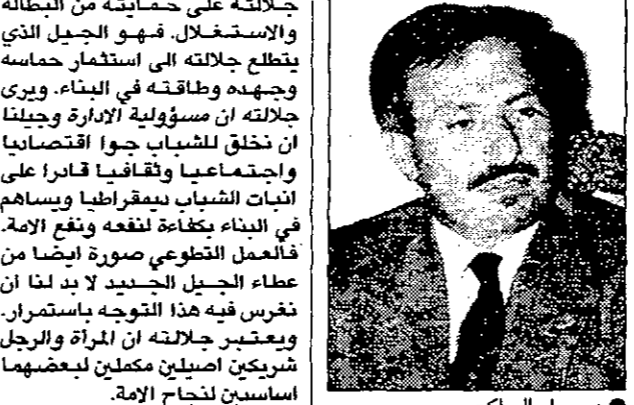 جلالته على حمايته من البطالة
والاستغلال. فهو الجيل الذي
يتطلع جلالته الى استثمار حماسه
وجهده وطاقته في البناء. ويرى
جلالته ان مسؤولية الادارة وجيلنا
ان نخلق للشباب جوا اقتصاديا
واجتماعيا وثقافيا قادرا على
انبات الشباب ديمقراطيا ويساهم
في البناء بكفاءة لنفعه ونفع الامة.
فالعمل التطوعي صورة ايضا من
عطاء الجيل الجديد لا بد لنا ان
نغرس فيه هذا التوجه باستمرار.
ويعتبر جلالته ان المرأة والرجل
شريكين اصيلين مكملين لبعضهما
اساسيين لنجاح الامة.